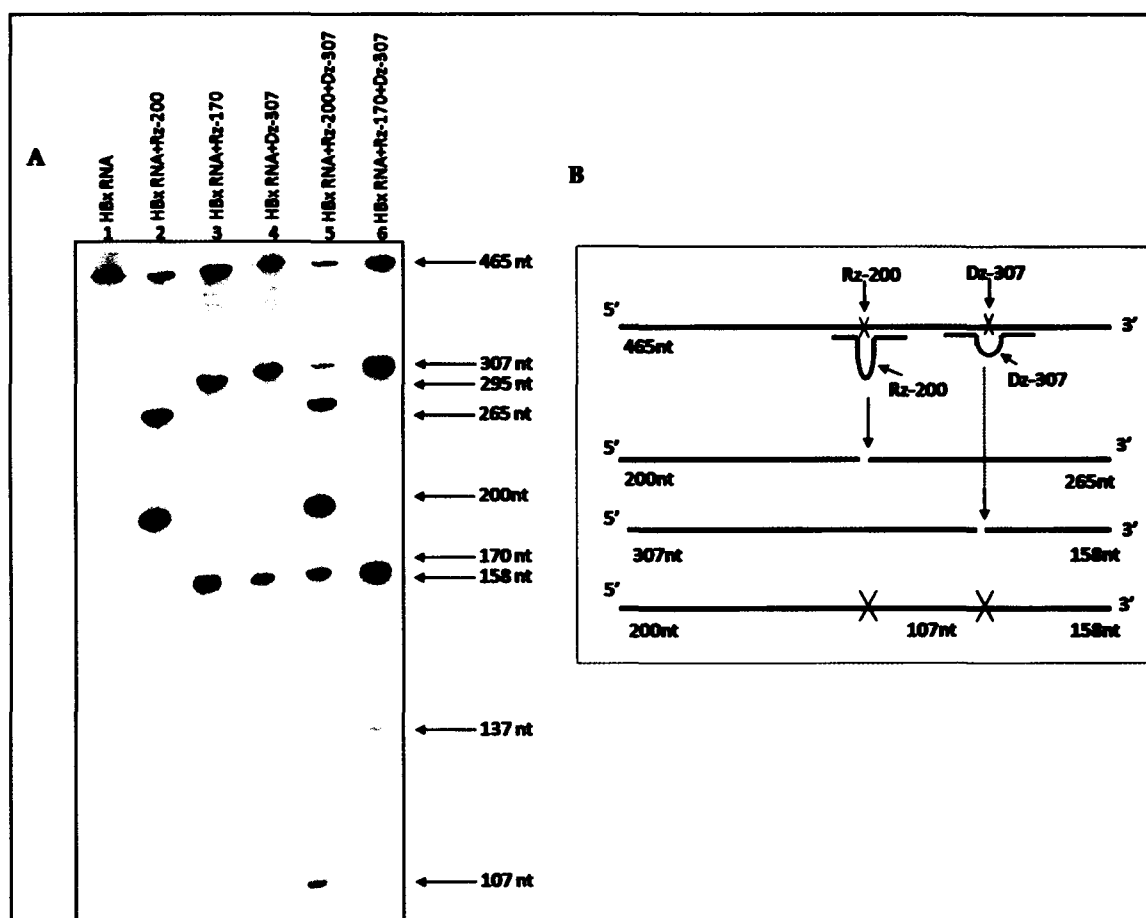 A
1 HBx RNA
2 HBx RNA+Rz-200
3 HBx RNA+Rz-170
4 HBx RNA+Dz-307
5 HBx RNA+Rz-200+Dz-307
6 HBx RNA+Rz-170+Dz-307
465 nt
307 nt
295 nt
265 nt
200nt
170 nt
158 nt
137 nt
107 nt
B
Rz-200 Dz-307
5' 3'
465nt
Rz-200 Dz-307
5' 3'
200nt 265nt
5' 3'
307nt 158nt
5' 3'
200nt 107nt 158nt